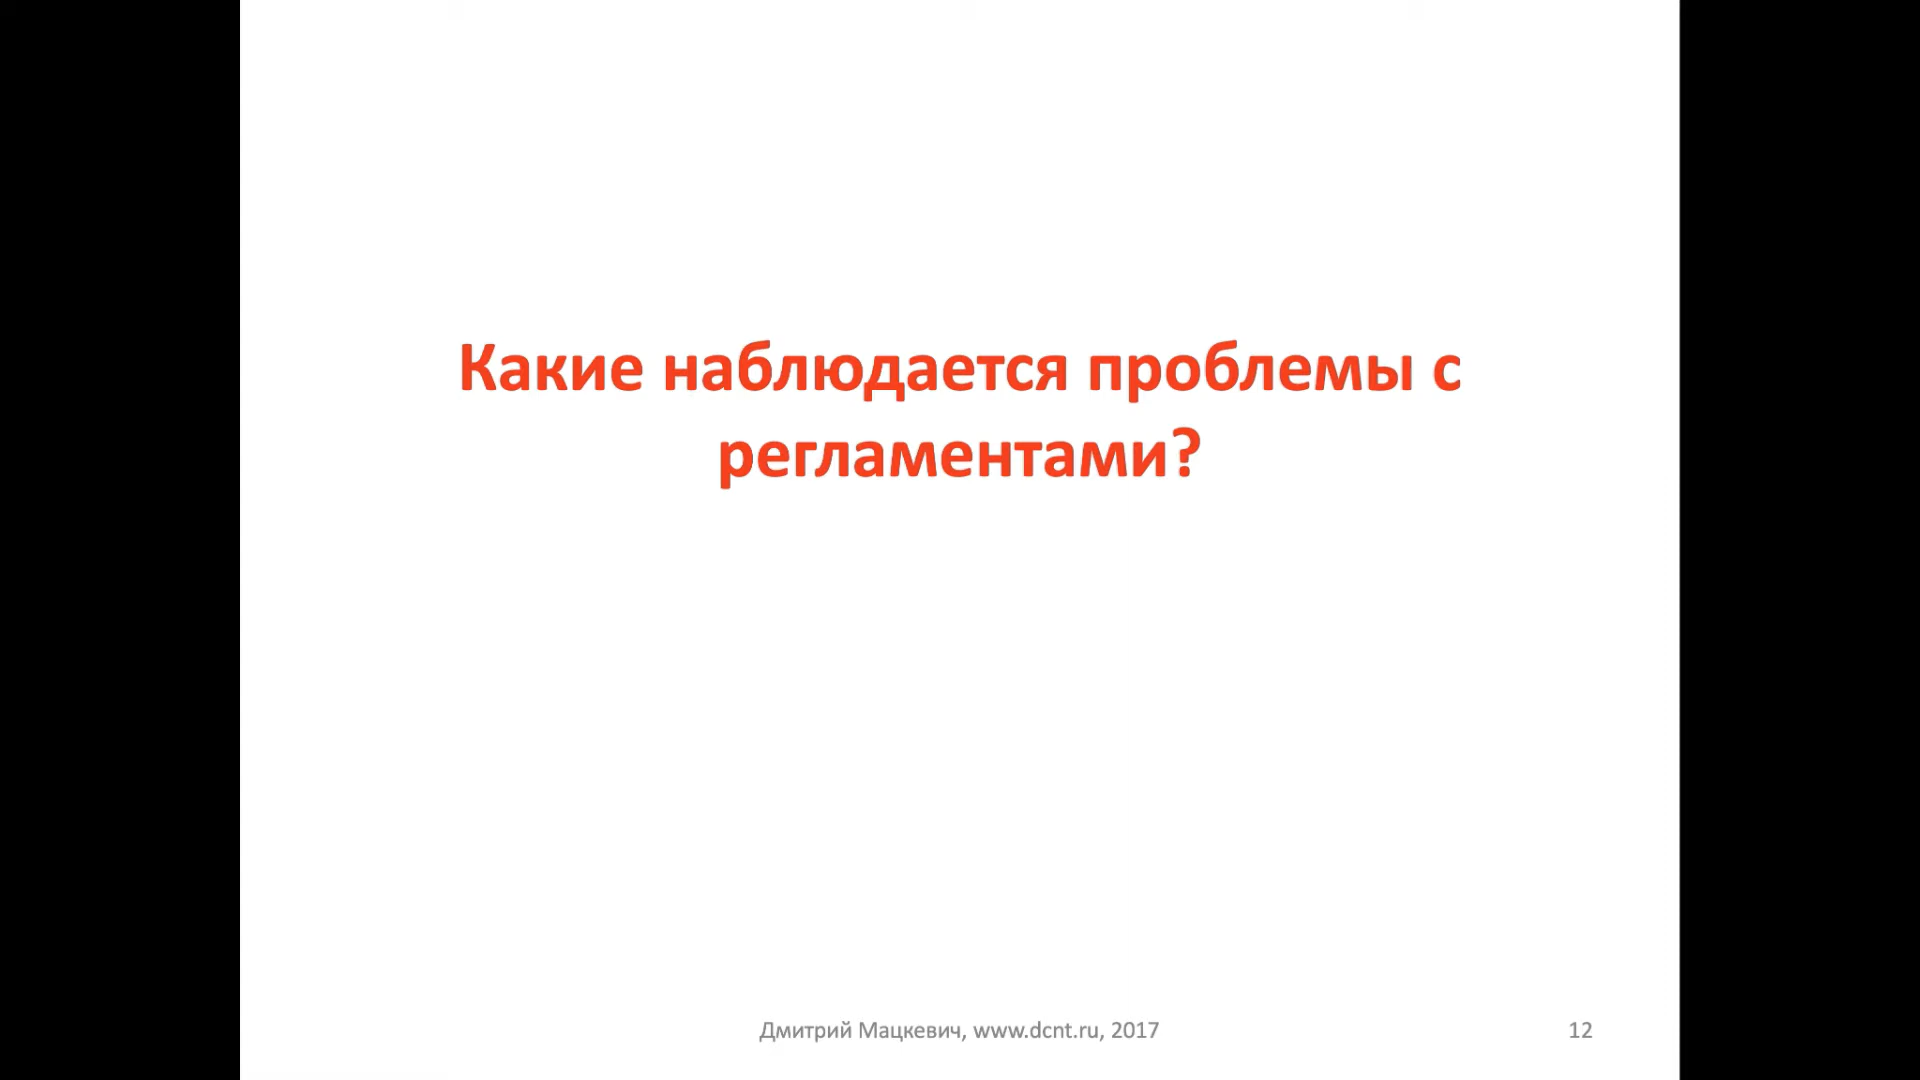 Какие наблюдается проблемы с
регламентами?
Дмитрий Мацкевич, www.dcnt.ru, 2017
12